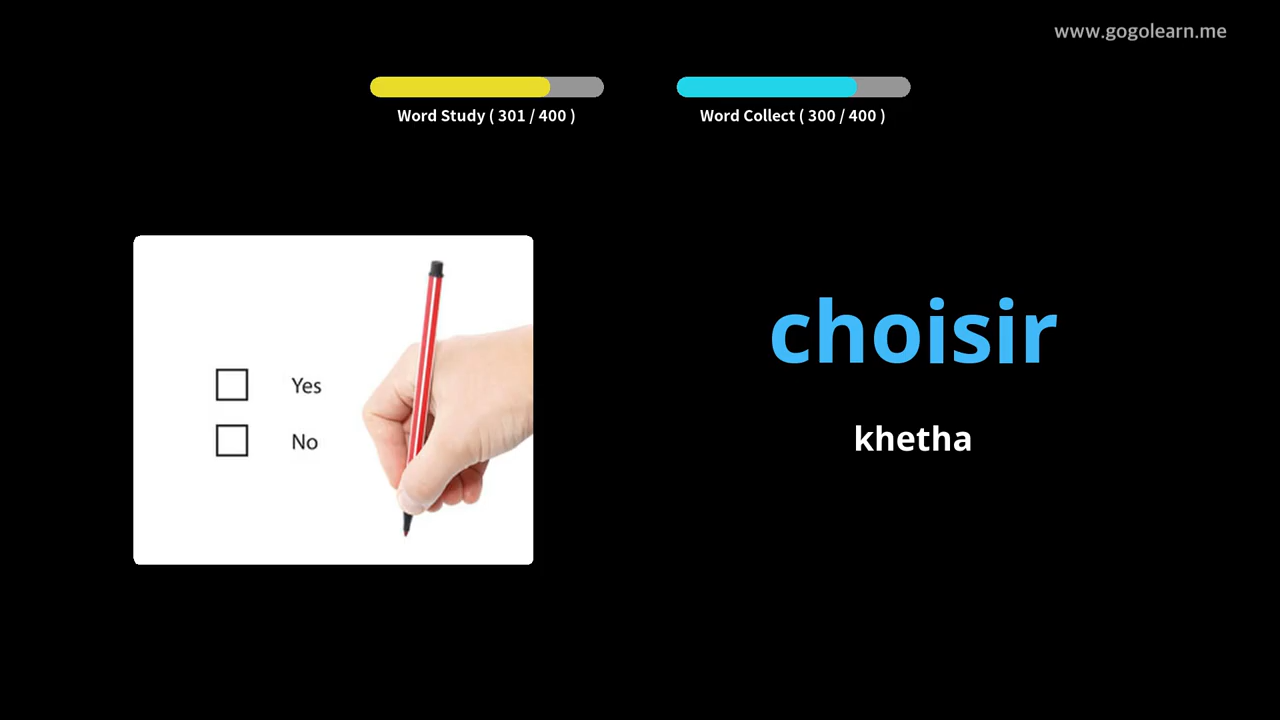 www.gogolearn.me
Word Study ( 301 / 400 )
Word Collect ( 300 / 400 )
Yes
No
choisir
khetha